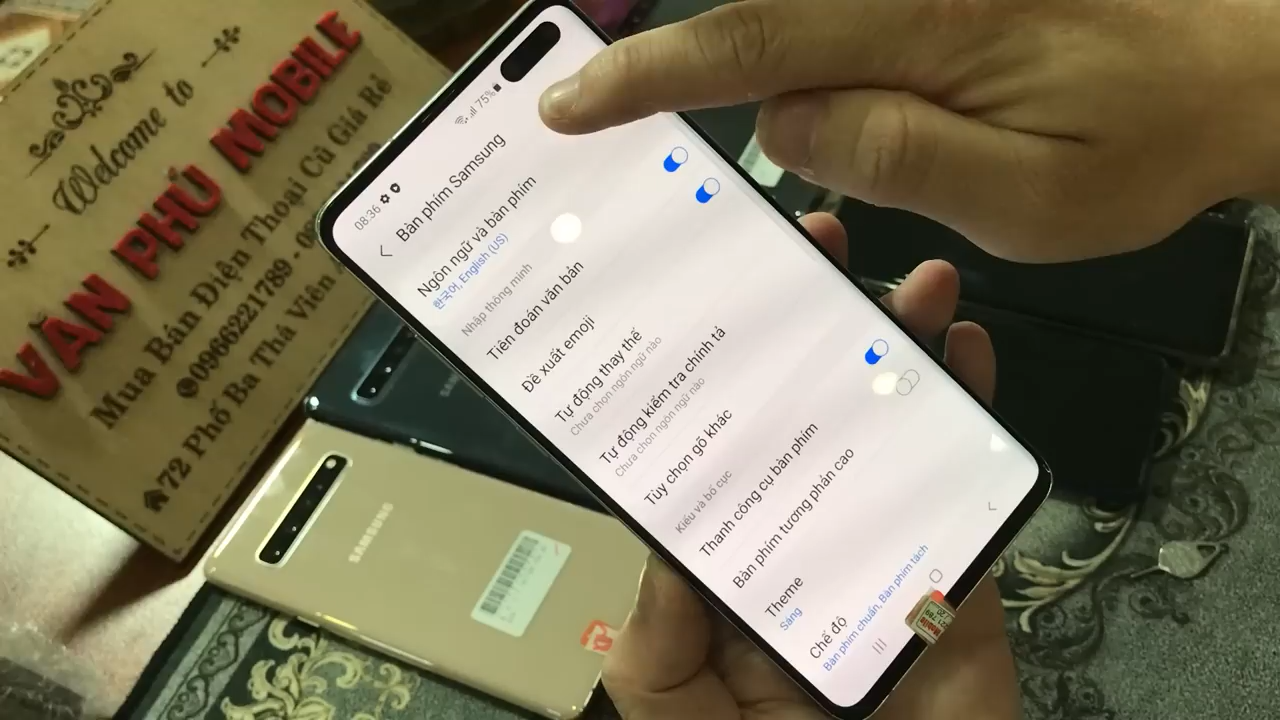 Welcome to
VĂN PHÚ MOBILE
Mua Bán Điện Thoại Cũ Giá Rẻ
0966221789 - 0
72 Phố Ba Thá Viên
SAMSUNG
08:36
75%
Bàn phím Samsung
Ngôn ngữ và bàn phím
한국어, English (US)
Nhập thông minh
Tiên đoán văn bản
Đề xuất emoji
Tự động thay thế
Chưa chọn ngôn ngữ nào
Tự động kiểm tra chính tả
Chưa chọn ngôn ngữ nào
Tùy chọn gõ khác
Kiểu và bố cục
Thanh công cụ bàn phím
Bàn phím tương phản cao
Theme
Sáng
Chế độ
Bàn phím chuẩn, Bàn phím tách
Mobile